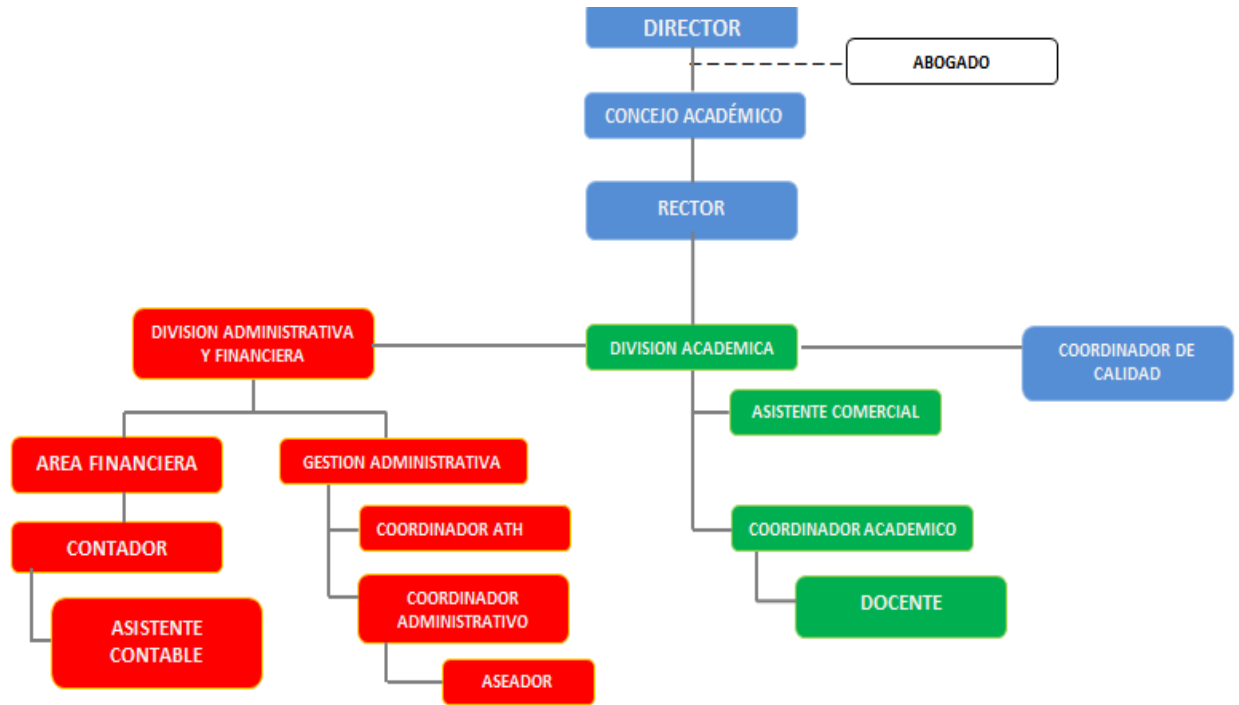 DIRECTOR
ABOGADO
CONCEJO ACADÉMICO
RECTOR
DIVISION ADMINISTRATIVA
Y FINANCIERA
DIVISION ACADEMICA
COORDINADOR DE
CALIDAD
ASISTENTE COMERCIAL
AREA FINANCIERA
GESTION ADMINISTRATIVA
COORDINADOR ATH
COORDINADOR ACADEMICO
CONTADOR
COORDINADOR
ADMINISTRATIVO
DOCENTE
ASISTENTE
CONTABLE
ASEADOR